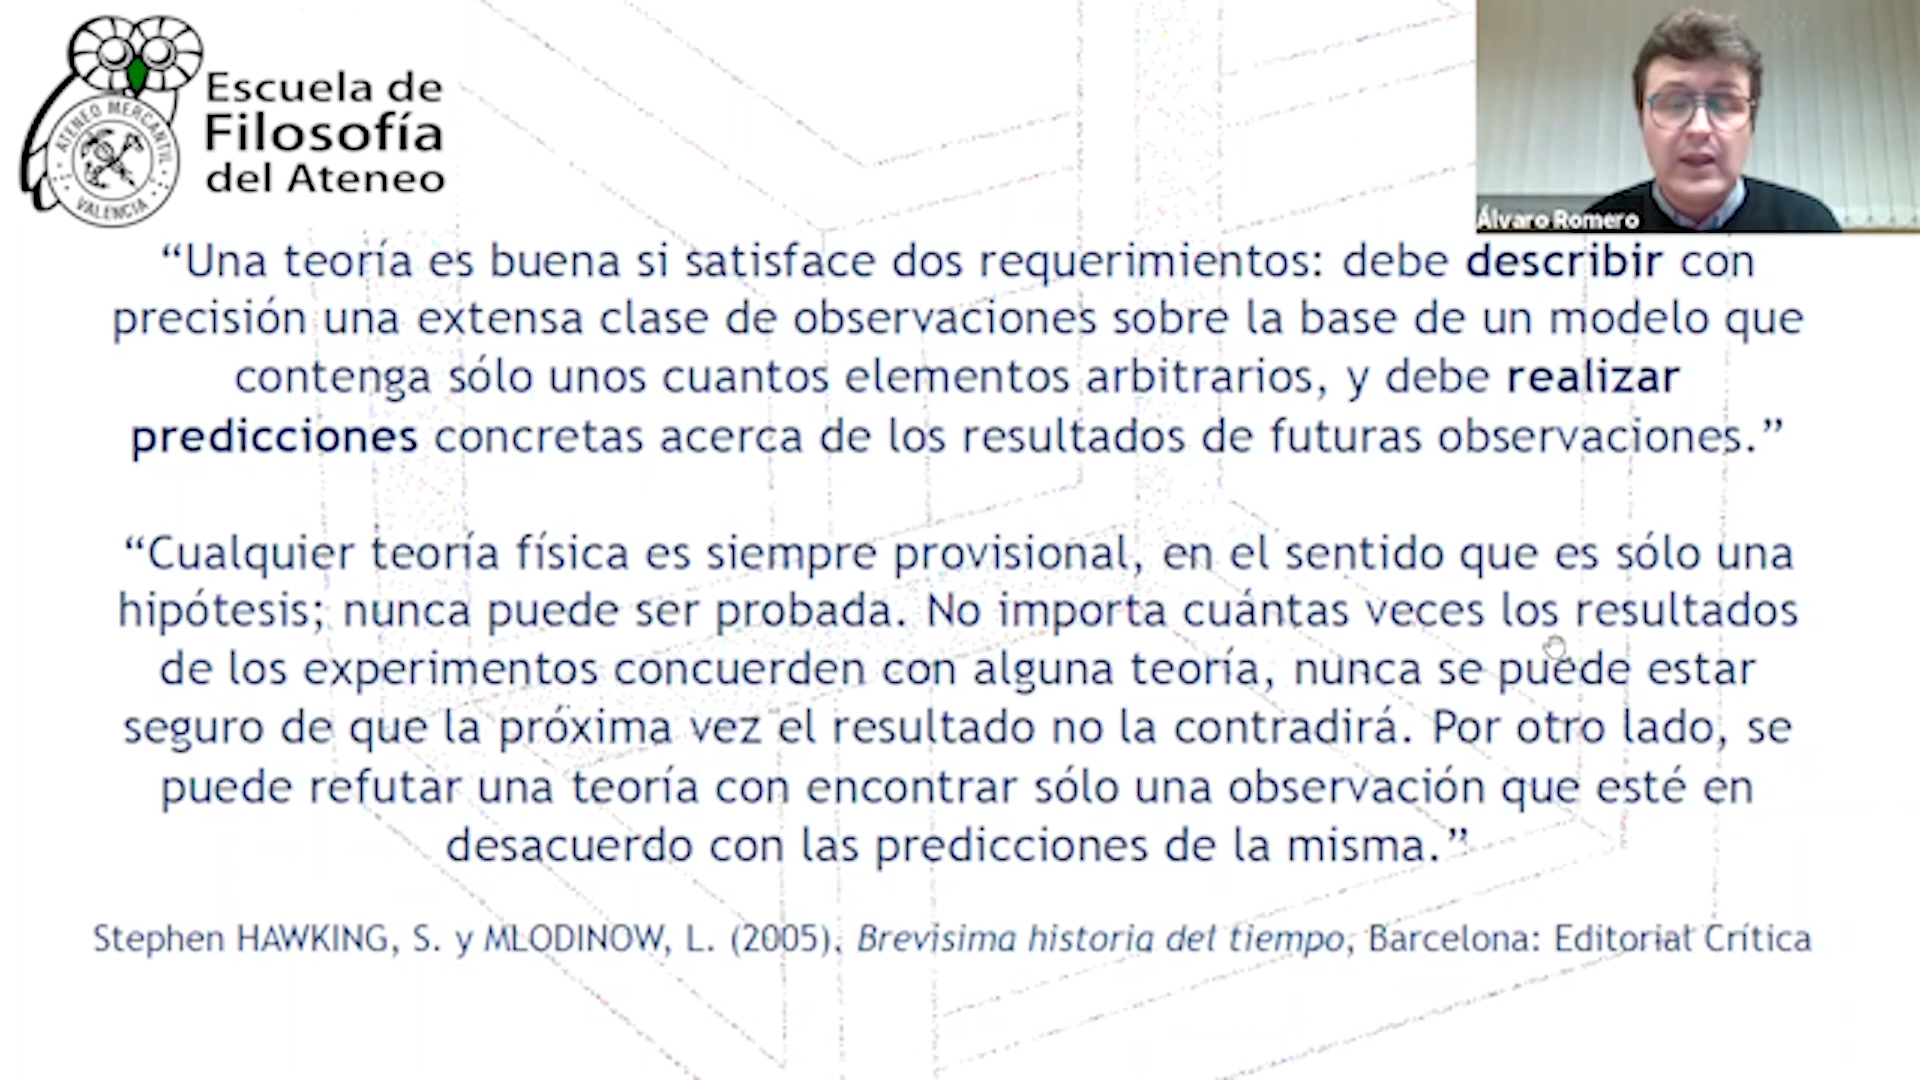 Escuela de
Filosofía
del Ateneo
ATENEO MERCANTIL
VALENCIA
Álvaro Romero
“Una teoría es buena si satisface dos requerimientos: debe describir con
precisión una extensa clase de observaciones sobre la base de un modelo que
contenga sólo unos cuantos elementos arbitrarios, y debe realizar
predicciones concretas acerca de los resultados de futuras observaciones.”
“Cualquier teoría física es siempre provisional, en el sentido que es sólo una
hipótesis; nunca puede ser probada. No importa cuántas veces los resultados
de los experimentos concuerden con alguna teoría, nunca se puede estar
seguro de que la próxima vez el resultado no la contradirá. Por otro lado, se
puede refutar una teoría con encontrar sólo una observación que esté en
desacuerdo con las predicciones de la misma.”
Stephen HAWKING, S. y MLODINOW, L. (2005), Brevisima historia del tiempo, Barcelona: Editorial Crítica